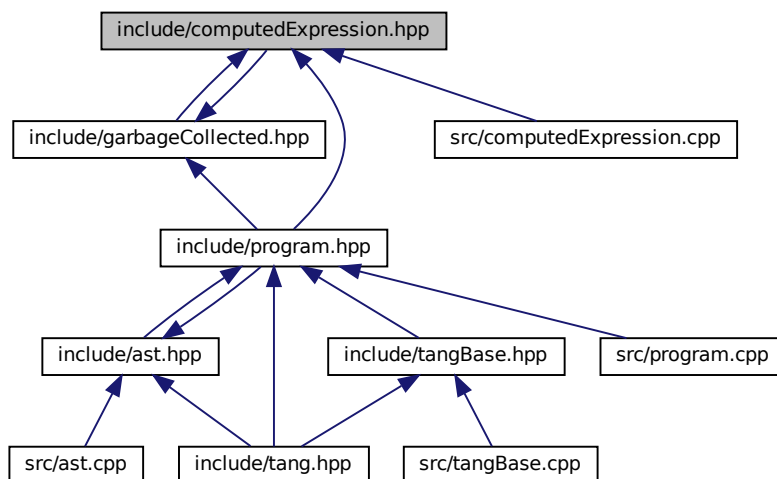 include/computedExpression.hpp
include/garbageCollected.hpp
src/computedExpression.cpp
include/program.hpp
include/ast.hpp
include/tangBase.hpp
src/program.cpp
src/ast.cpp
include/tang.hpp
src/tangBase.cpp